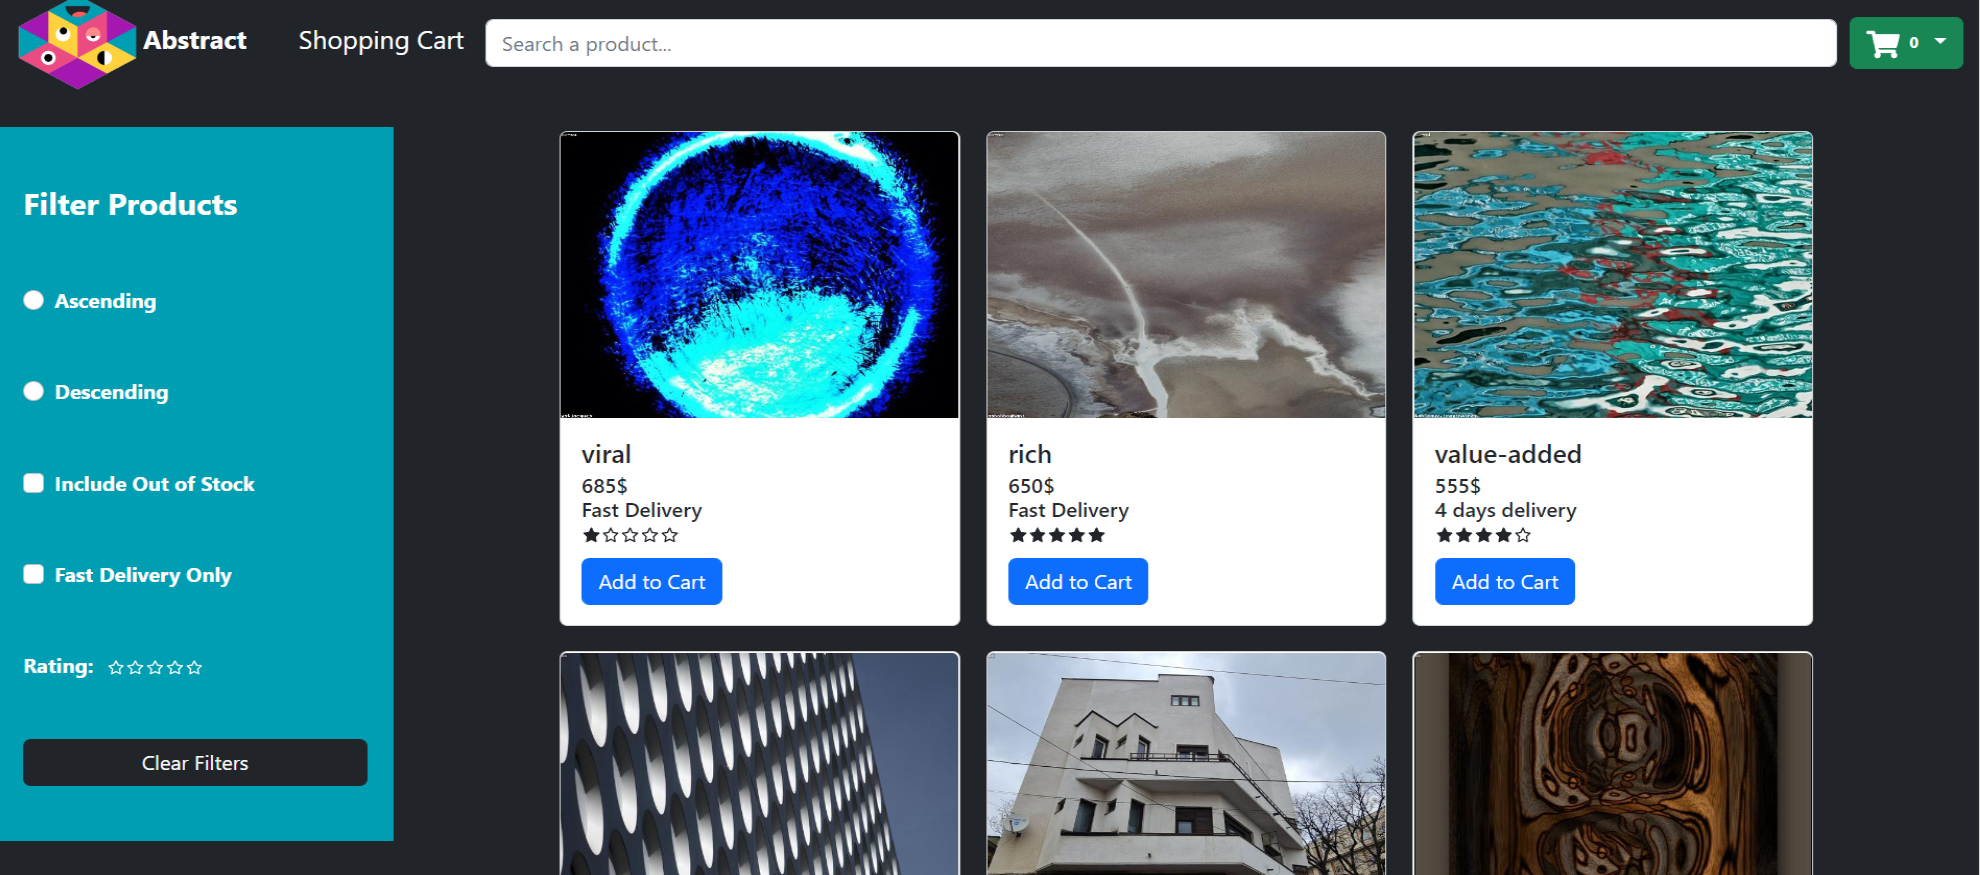 Abstract
Shopping Cart
Search a product...
0
Filter Products
Ascending
Descending
Include Out of Stock
Fast Delivery Only
Rating:
Clear Filters
viral
685$
Fast Delivery
Add to Cart
rich
650$
Fast Delivery
Add to Cart
value-added
555$
4 days delivery
Add to Cart